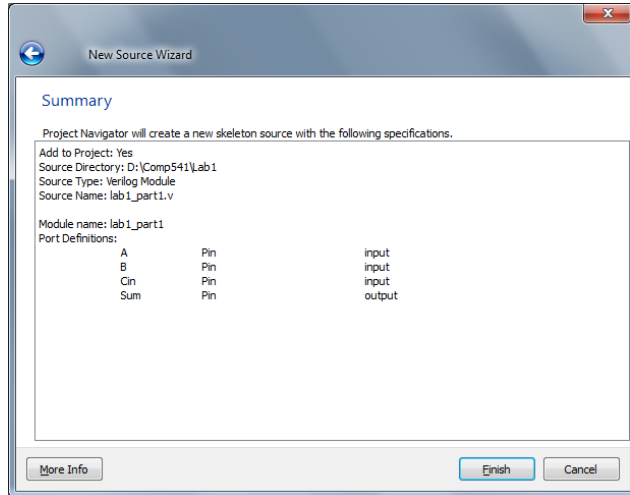 New Source Wizard
Summary
Project Navigator will create a new skeleton source with the following specifications.
Add to Project: Yes
Source Directory: D:\Comp541\Lab1
Source Type: Verilog Module
Source Name: lab1_part1.v
Module name: lab1_part1
Port Definitions:
A Pin input
B Pin input
Cin Pin input
Sum Pin output
More Info Finish Cancel